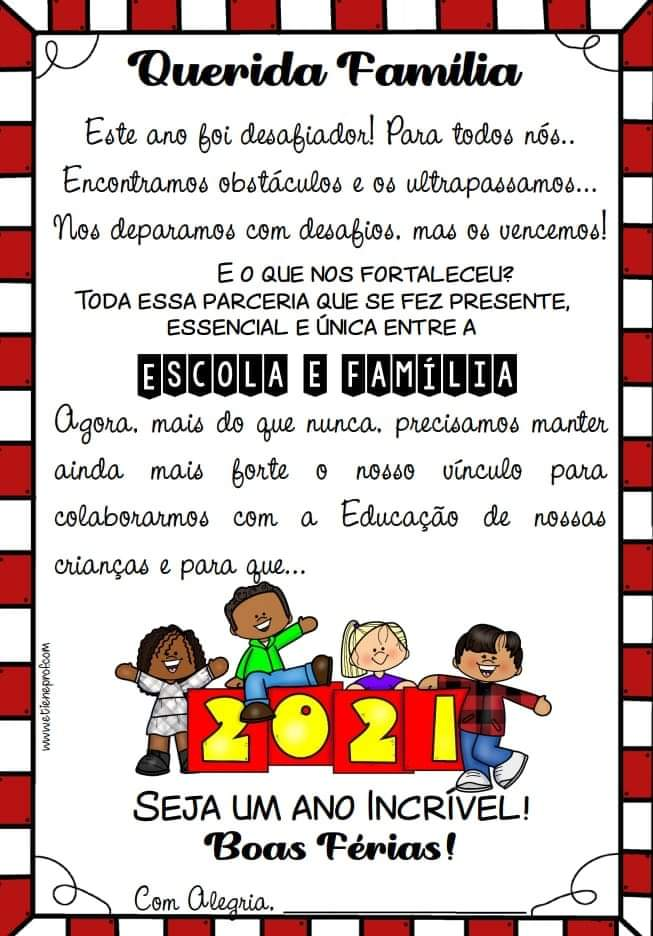 Querida Família
Este ano foi desafiador! Para todos nós..
Encontramos obstáculos e os ultrapassamos...
Nos deparamos com desafios, mas os vencemos!
E O QUE NOS FORTALECEU?
TODA ESSA PARCERIA QUE SE FEZ PRESENTE,
ESSENCIAL E ÚNICA ENTRE A
ESCOLA E FAMÍLIA
Agora, mais do que nunca, precisamos manter
ainda mais forte o nosso vínculo para
colaborarmos com a Educação de nossas
crianças e para que...
www.etieneprof.com
2021
SEJA UM ANO INCRÍVEL!
Boas Férias!
Com Alegria,